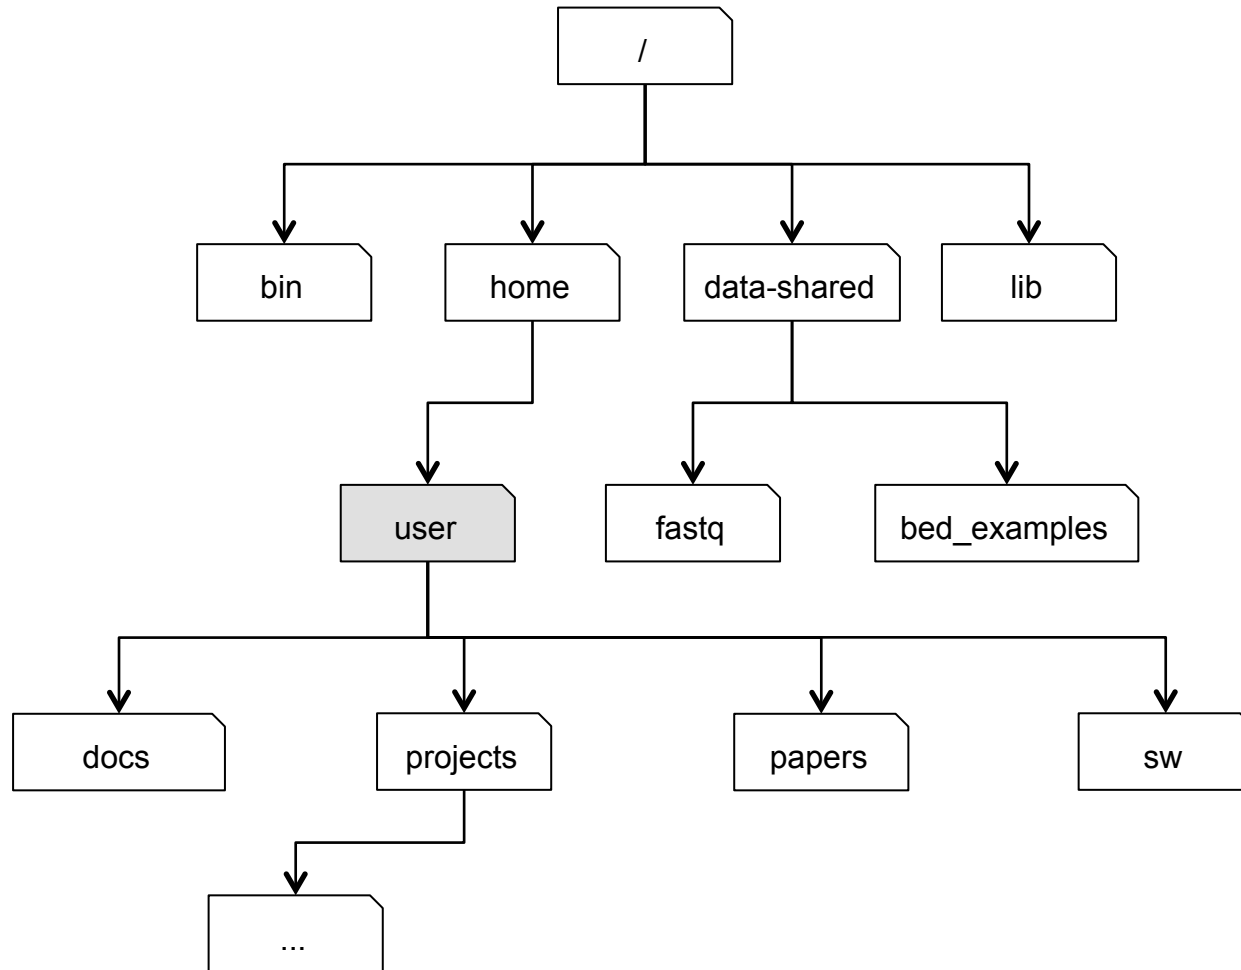 /
bin
home
data-shared
lib
user
fastq
bed_examples
docs
projects
papers
sw
...